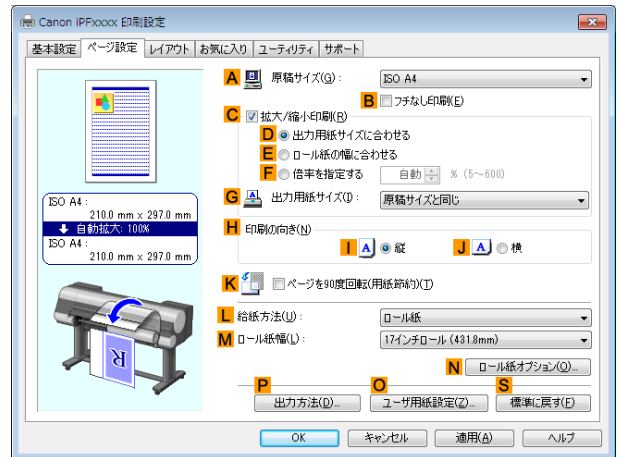 Canon iPFxxxx 印刷設定
基本設定 ページ設定 レイアウト お気に入り ユーティリティ サポート
A 原稿サイズ(G): ISO A4
B フチなし印刷(E)
C 拡大/縮小印刷(R)
D 出力用紙サイズに合わせる
E ロール紙の幅に合わせる
F 倍率を指定する 自動 % (5~600)
G 出力用紙サイズ(I): 原稿サイズと同じ
ISO A4 :
210.0 mm x 297.0 mm
自動拡大: 100%
ISO A4 :
210.0 mm x 297.0 mm
H 印刷の向き(N)
I A 縦 J A 横
K ページを90度回転(用紙節約)(T)
L 給紙方法(U): ロール紙
M ロール紙幅(L): 17インチロール (431.8mm)
N ロール紙オプション(O)...
P O S
出力方法(D)... ユーザ用紙設定(Z)... 標準に戻す(F)
R
OK キャンセル 適用(A) ヘルプ